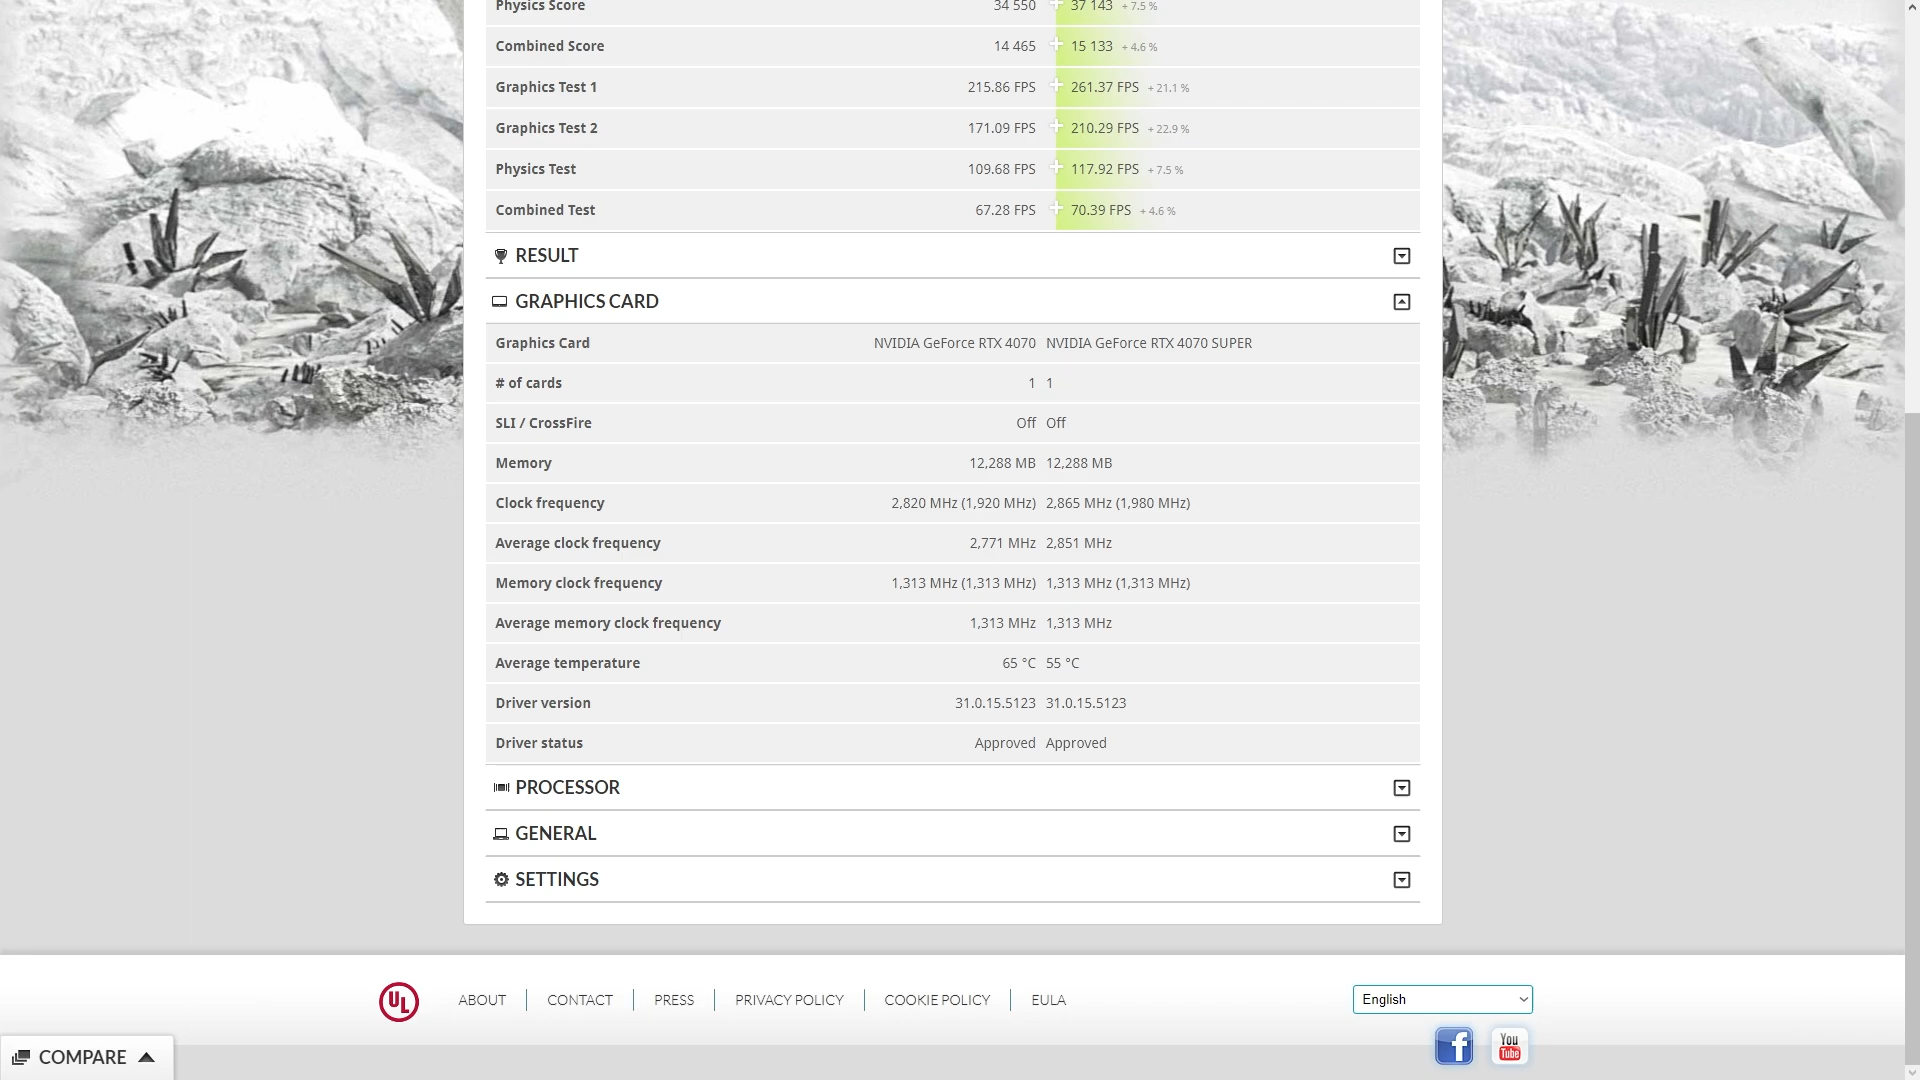 Physics Score 34 550 37 143 + 7.5 %
Combined Score 14 465 15 133 + 4.6 %
Graphics Test 1 215.86 FPS 261.37 FPS + 21.1 %
Graphics Test 2 171.09 FPS 210.29 FPS + 22.9 %
Physics Test 109.68 FPS 117.92 FPS + 7.5 %
Combined Test 67.28 FPS 70.39 FPS + 4.6 %
RESULT
GRAPHICS CARD
Graphics Card NVIDIA GeForce RTX 4070 NVIDIA GeForce RTX 4070 SUPER
# of cards 1 1
SLI / CrossFire Off Off
Memory 12,288 MB 12,288 MB
Clock frequency 2,820 MHz (1,920 MHz) 2,865 MHz (1,980 MHz)
Average clock frequency 2,771 MHz 2,851 MHz
Memory clock frequency 1,313 MHz (1,313 MHz) 1,313 MHz (1,313 MHz)
Average memory clock frequency 1,313 MHz 1,313 MHz
Average temperature 65 °C 55 °C
Driver version 31.0.15.5123 31.0.15.5123
Driver status Approved Approved
PROCESSOR
GENERAL
SETTINGS
UL ABOUT CONTACT PRESS PRIVACY POLICY COOKIE POLICY EULA English
COMPARE f You Tube